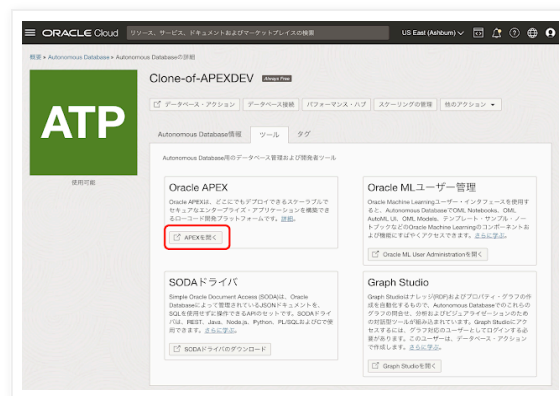 ORACLE Cloud リソース、サービス、ドキュメントおよびマーケットプレイスの検索 US East (Ashburn)
概要 » Autonomous Database » Autonomous Databaseの詳細
ATP
使用可能
Clone-of-APEXDEV Always Free
データベース・アクション データベース接続 パフォーマンス・ハブ スケーリングの管理 他のアクション
Autonomous Database情報 ツール タグ
Autonomous Database用のデータベース管理および開発者ツール
Oracle APEX
Oracle APEXは、どこにでもデプロイできるスケーラブルで
セキュアなエンタープライズ・アプリケーションを構築でき
るローコード開発プラットフォームです。詳細。
APEXを開く
Oracle MLユーザー管理
Oracle Machine Learningユーザー・インタフェースを使用す
ると、Autonomous DatabaseでOML Notebooks、OML
AutoML UI、OML Models、テンプレート・サンプル・ノー
トブックなどのOracle Machine Learningのコンポーネントお
よび機能にすばやくアクセスできます。さらに学ぶ。
Oracle ML User Administrationを開く
SODAドライバ
Simple Oracle Document Access (SODA)は、Oracle
Databaseによって管理されているJSONドキュメントを、
SQLを使用せずに操作できるAPIのセットです。SODAドライ
バは、REST、Java、Node.js、Python、PL/SQLおよびCで使
用できます。さらに学ぶ。
SODAドライバのダウンロード
Graph Studio
Graph Studioはナレッジ(RDF)およびプロパティ・グラフの作
成を自動化するもので、Autonomous Databaseでのこれらの
グラフの問合せ、分析およびビジュアライゼーションのため
の対話型ツールが組み込まれています。Graph Studioにアク
セスするには、グラフ対応のユーザーとしてログインする必
要があります。このユーザーは、データベース・アクション
で作成します。さらに学ぶ。
Graph Studioを開く